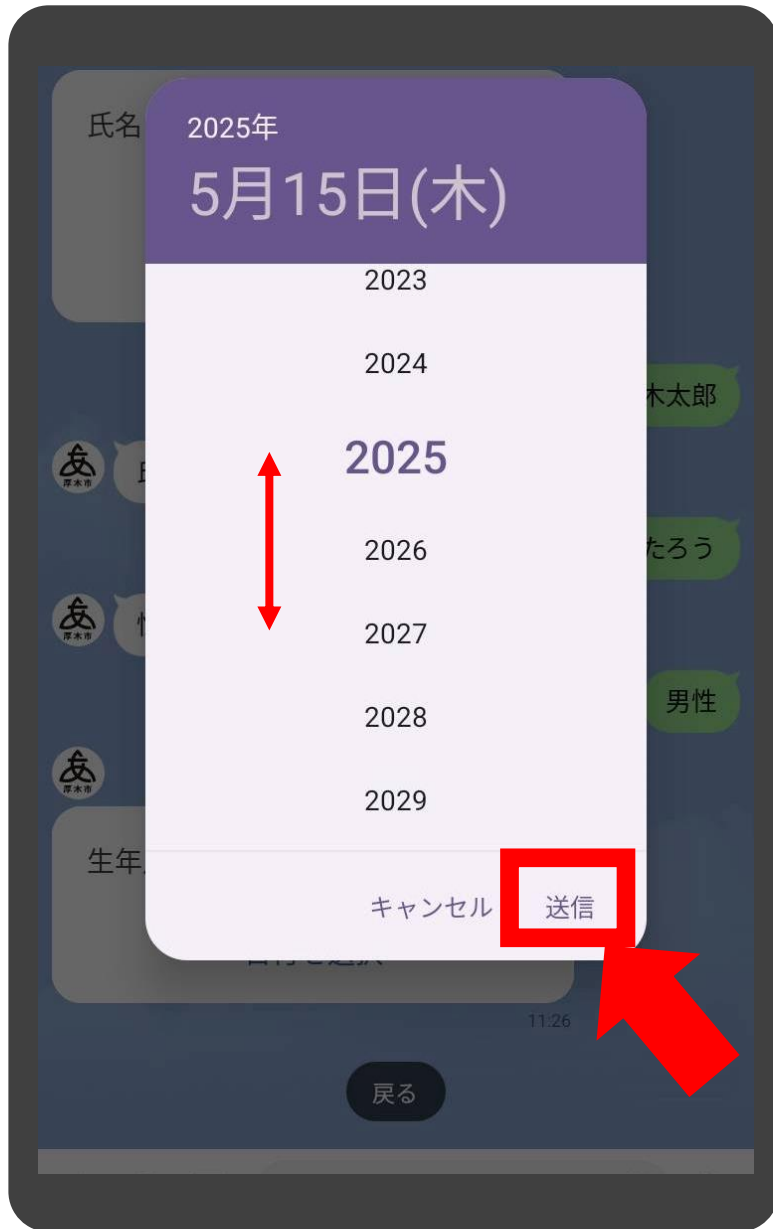 氏名
2025年
5月15日(木)
2023
2024
木太郎
2025
厚木市
2026
たろう
2027
厚木市
男性
2028
厚木市
2029
生年
キャンセル
送信
11:26
戻る